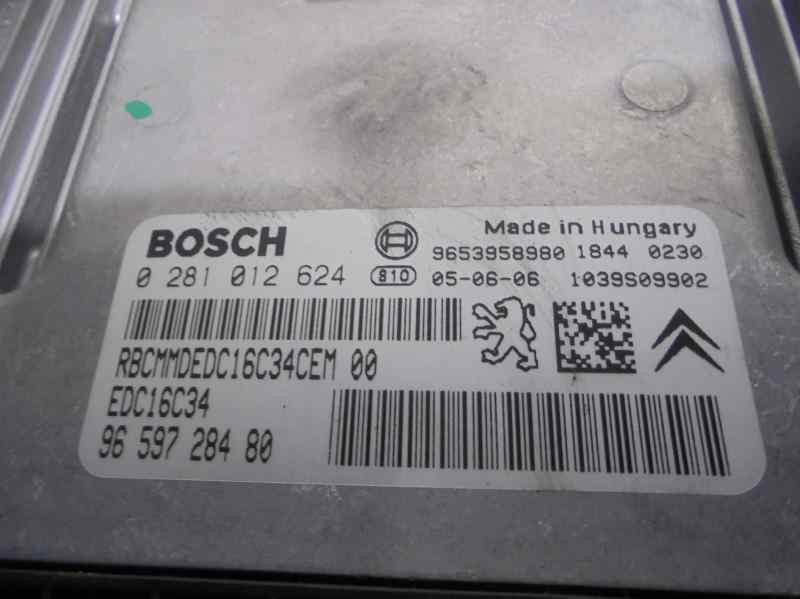 BOSCH
Made in Hungary
9653958980 1844 0230
0 281 012 624 810 05-06-06 1039S09902
RBCMMDEDC16C34CEM 00
EDC16C34
96 597 284 80